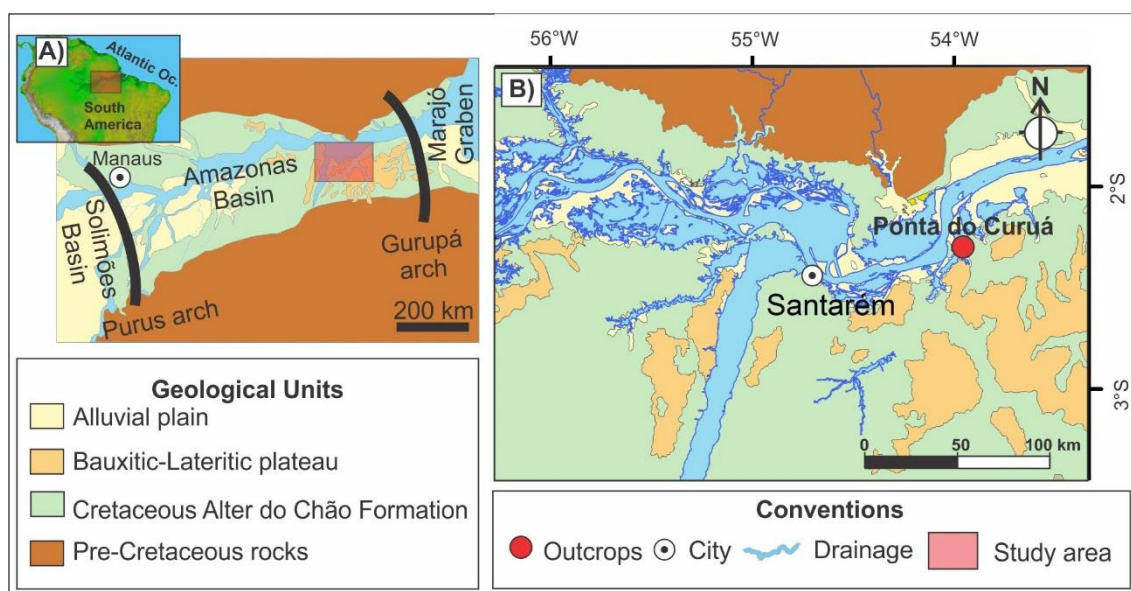 A)
Atlantic Oc.
South
America
Manaus
Solimões
Basin
Amazonas
Basin
Marajó
Graben
Purus arch
Gurupá
arch
200 km
56°W
55°W
54°W
B)
N
2°S
Ponta do Curuá
Santarém
3°S
0
50
100 km
Geological Units
Alluvial plain
Bauxitic-Lateritic plateau
Cretaceous Alter do Chão Formation
Pre-Cretaceous rocks
Conventions
Outcrops
City
Drainage
Study area